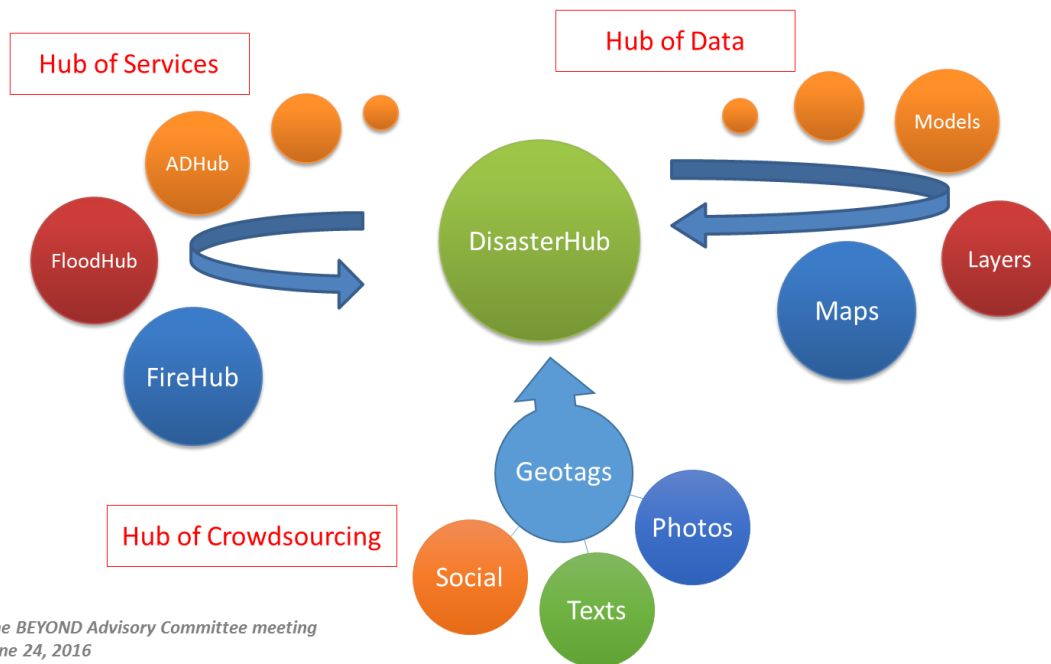 Hub of Services
Hub of Data
ADHub
FloodHub
FireHub
DisasterHub
Models
Layers
Maps
Hub of Crowdsourcing
Geotags
Social
Texts
Photos
BEYOND Advisory Committee meeting
24, 2016